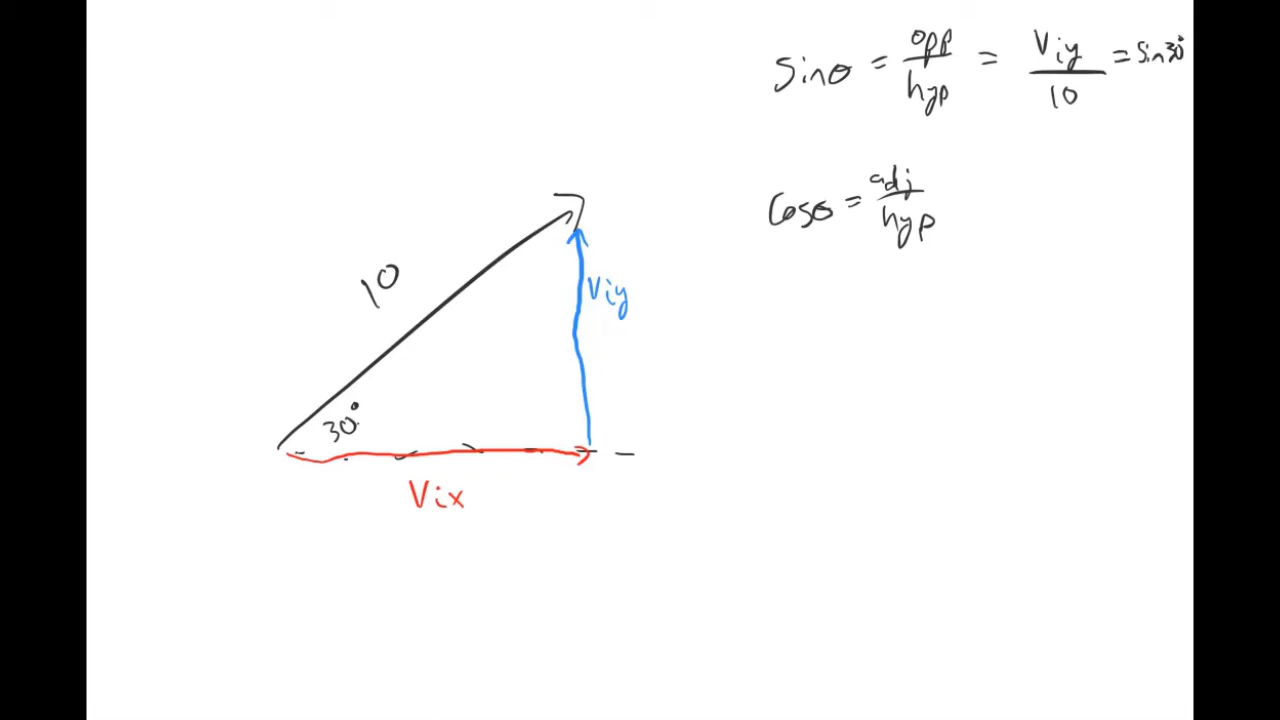 sinθ = opp/hyp = Viy/10 = Sin30°
Cosθ = adj/hyp
10
Viy
30°
Vix